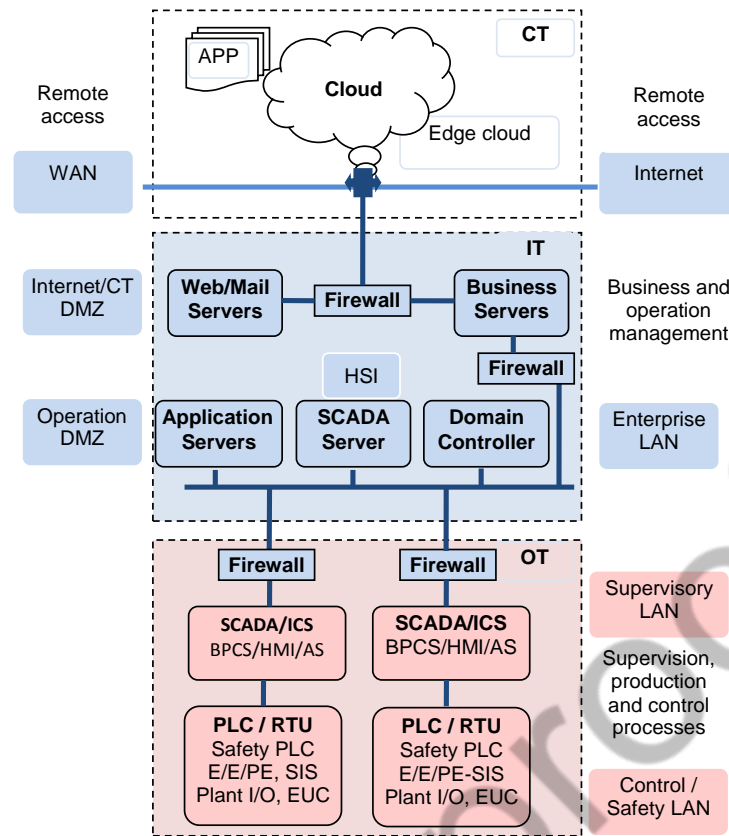 APP
CT
Cloud
Remote
access
Remote
access
Edge cloud
WAN
Internet
IT
Internet/CT
DMZ
Web/Mail
Servers
Firewall
Business
Servers
Business and
operation
management
Firewall
HSI
Operation
DMZ
Application
Servers
SCADA
Server
Domain
Controller
Enterprise
LAN
Firewall
Firewall
OT
SCADA/ICS
BPCS/HMI/AS
SCADA/ICS
BPCS/HMI/AS
Supervisory
LAN
Supervision,
production
and control
processes
PLC / RTU
Safety PLC
E/E/PE, SIS
Plant I/O, EUC
PLC / RTU
Safety PLC
E/E/PE-SIS
Plant I/O, EUC
Control /
Safety LAN